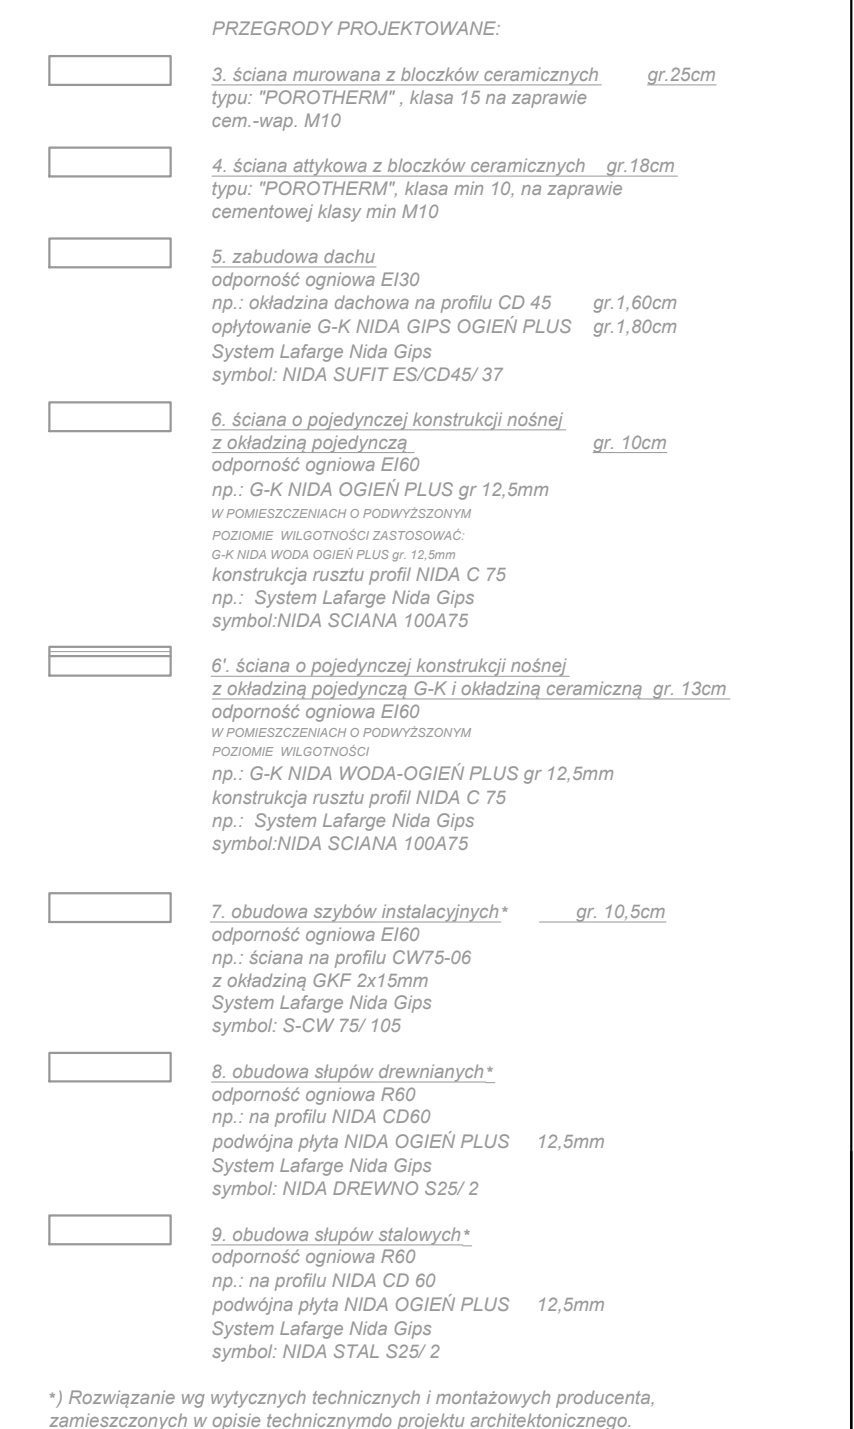 PRZEGRODY PROJEKTOWANE:
3. ściana murowana z bloczków ceramicznych gr.25cm
typu: "POROTHERM" , klasa 15 na zaprawie
cem.-wap. M10
4. ściana attykowa z bloczków ceramicznych gr.18cm
typu: "POROTHERM", klasa min 10, na zaprawie
cementowej klasy min M10
5. zabudowa dachu
odporność ogniowa EI30
np.: okładzina dachowa na profilu CD 45 gr.1,60cm
opłytowanie G-K NIDA GIPS OGIEŃ PLUS gr.1,80cm
System Lafarge Nida Gips
symbol: NIDA SUFIT ES/CD45/ 37
6. ściana o pojedynczej konstrukcji nośnej
z okładziną pojedynczą gr. 10cm
odporność ogniowa EI60
np.: G-K NIDA OGIEŃ PLUS gr 12,5mm
W POMIESZCZENIACH O PODWYŻSZONYM
POZIOMIE WILGOTNOŚCI ZASTOSOWAĆ:
G-K NIDA WODA OGIEŃ PLUS gr. 12,5mm
konstrukcja rusztu profil NIDA C 75
np.: System Lafarge Nida Gips
symbol:NIDA SCIANA 100A75
6'. ściana o pojedynczej konstrukcji nośnej
z okładziną pojedynczą G-K i okładziną ceramiczną gr. 13cm
odporność ogniowa EI60
W POMIESZCZENIACH O PODWYŻSZONYM
POZIOMIE WILGOTNOŚCI
np.: G-K NIDA WODA-OGIEŃ PLUS gr 12,5mm
konstrukcja rusztu profil NIDA C 75
np.: System Lafarge Nida Gips
symbol:NIDA SCIANA 100A75
7. obudowa szybów instalacyjnych* gr. 10,5cm
odporność ogniowa EI60
np.: ściana na profilu CW75-06
z okładziną GKF 2x15mm
System Lafarge Nida Gips
symbol: S-CW 75/ 105
8. obudowa słupów drewnianych*
odporność ogniowa R60
np.: na profilu NIDA CD60
podwójna płyta NIDA OGIEŃ PLUS 12,5mm
System Lafarge Nida Gips
symbol: NIDA DREWNO S25/ 2
9. obudowa słupów stalowych*
odporność ogniowa R60
np.: na profilu NIDA CD 60
podwójna płyta NIDA OGIEŃ PLUS 12,5mm
System Lafarge Nida Gips
symbol: NIDA STAL S25/ 2
*) Rozwiązanie wg wytycznych technicznych i montażowych producenta,
zamieszczonych w opisie technicznymdo projektu architektonicznego.